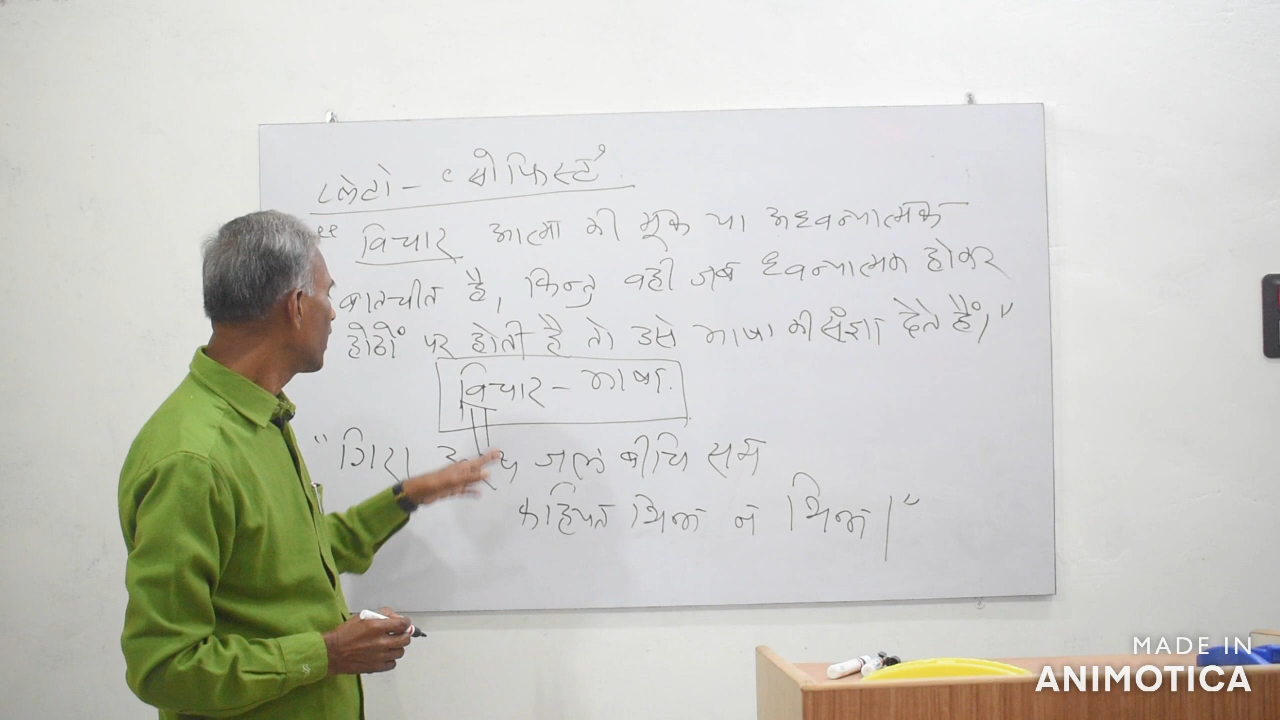 प्लेटो - "सोफिस्ट"
"विचार आत्मा की मूक या अध्वन्यात्मक
बातचीत है, किन्तु वही जब ध्वन्यात्मक होकर
होठों पर होती है तो उसे भाषा की संज्ञा देते हैं।"
विचार - भाषा
"गिरा जल बीचि सम
कहियत भिन्न न भिन्न।"
MADE IN
ANIMOTICA